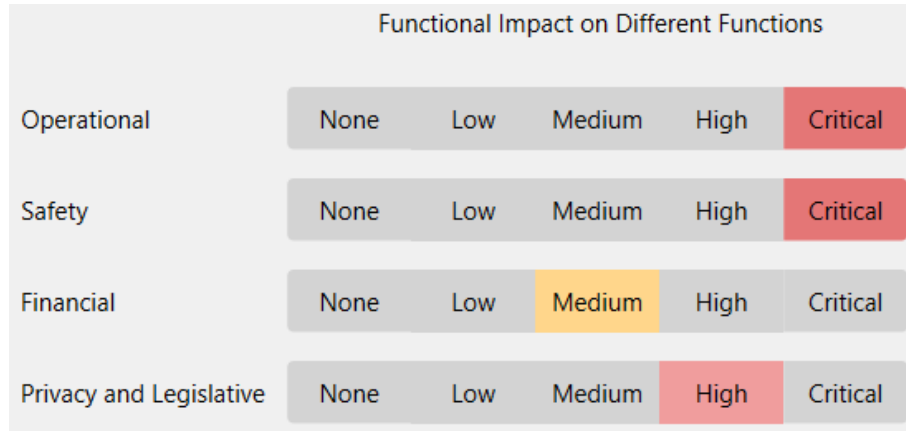 Functional Impact on Different Functions
Operational None Low Medium High Critical
Safety None Low Medium High Critical
Financial None Low Medium High Critical
Privacy and Legislative None Low Medium High Critical